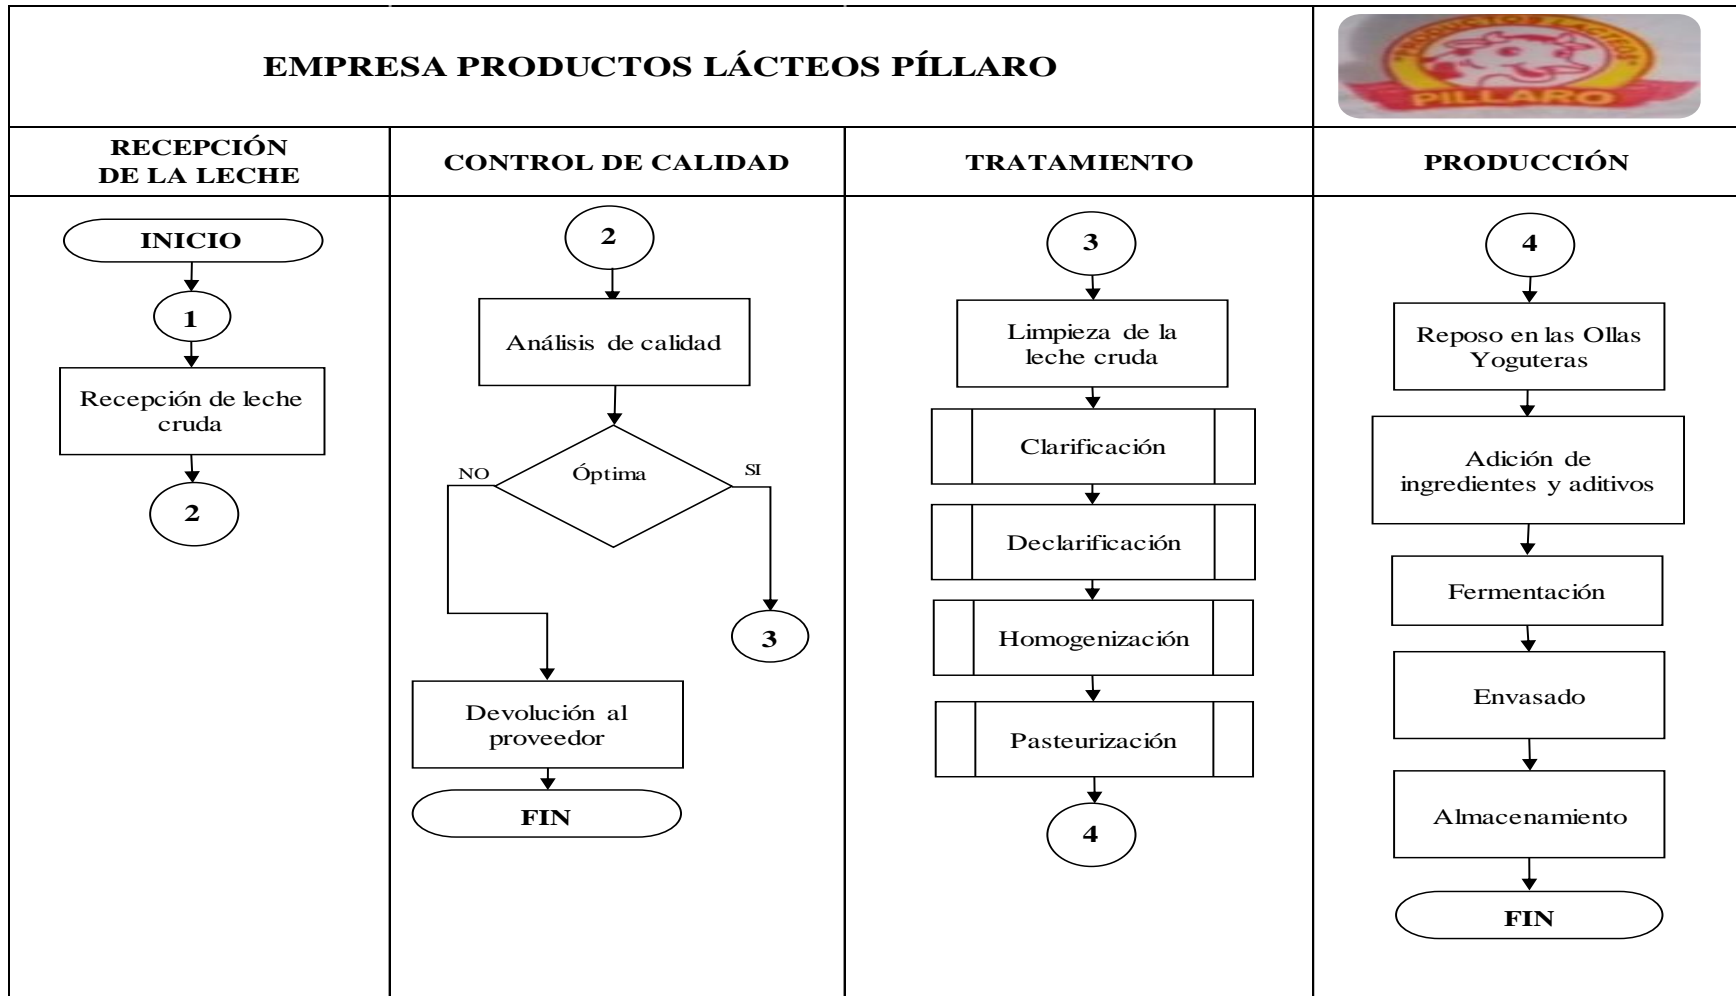 EMPRESA PRODUCTOS LÁCTEOS PÍLLARO
PRODUCTOS LÁCTEOS
PILLARO
RECEPCIÓN
DE LA LECHE
CONTROL DE CALIDAD
TRATAMIENTO
PRODUCCIÓN
INICIO
1
Recepción de leche
cruda
2
2
Análisis de calidad
NO
Óptima
SI
3
Devolución al
proveedor
FIN
3
Limpieza de la
leche cruda
Clarificación
Declarificación
Homogenización
Pasteurización
4
4
Reposo en las Ollas
Yoguteras
Adición de
ingredientes y aditivos
Fermentación
Envasado
Almacenamiento
FIN